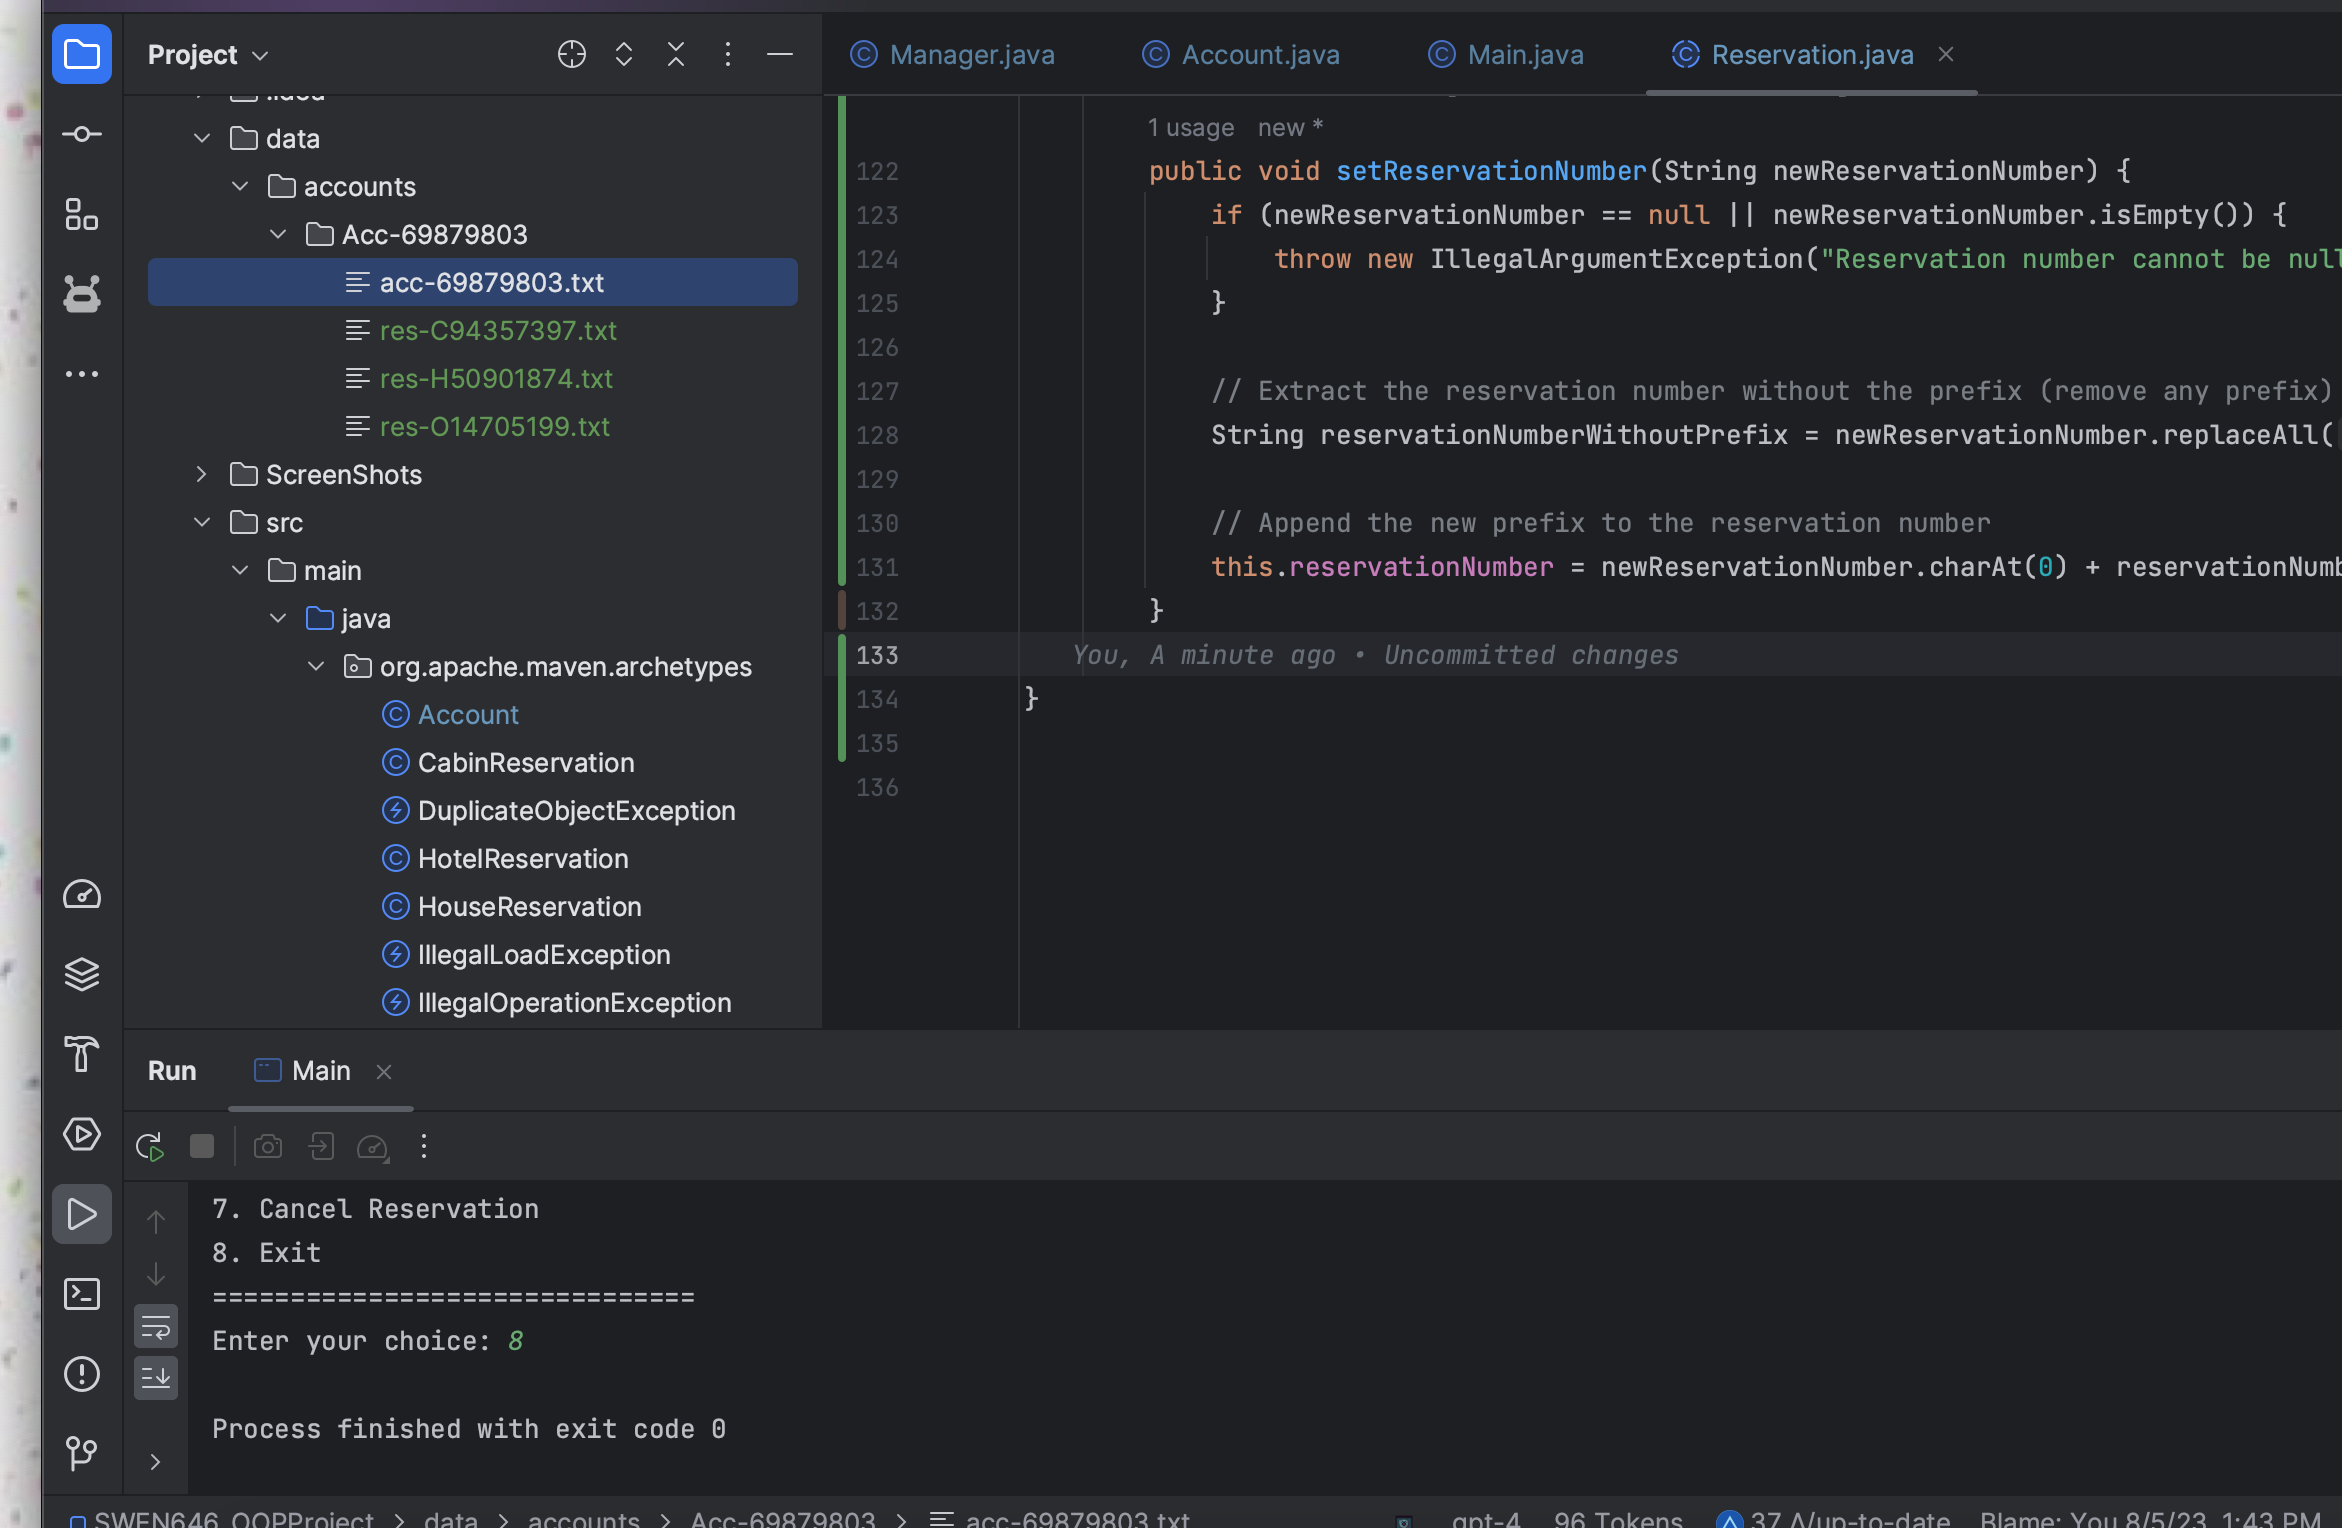 Project
.idea
data
accounts
Acc-69879803
acc-69879803.txt
res-C94357397.txt
res-H50901874.txt
res-O14705199.txt
ScreenShots
src
main
java
org.apache.maven.archetypes
Account
CabinReservation
DuplicateObjectException
HotelReservation
HouseReservation
IllegalLoadException
IllegalOperationException
Manager.java Account.java Main.java Reservation.java
1 usage new *
122 public void setReservationNumber(String newReservationNumber) {
123 if (newReservationNumber == null || newReservationNumber.isEmpty()) {
124 throw new IllegalArgumentException("Reservation number cannot be null
125 }
126
127 // Extract the reservation number without the prefix (remove any prefix)
128 String reservationNumberWithoutPrefix = newReservationNumber.replaceAll(
129
130 // Append the new prefix to the reservation number
131 this.reservationNumber = newReservationNumber.charAt(0) + reservationNumb
132 }
133 You, A minute ago • Uncommitted changes
134 }
135
136
Run Main
7. Cancel Reservation
8. Exit
===============================
Enter your choice: 8
Process finished with exit code 0
SWEN646_OOPProject > data > accounts > Acc-69879803 > acc-69879803.txt gpt-4 96 Tokens 37 Δ/up-to-date Blame: You 8/5/23, 1:43 PM